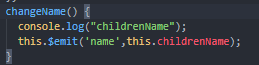 changeName() {
console.log("childrenName");
this.$emit('name',this.childrenName);
}